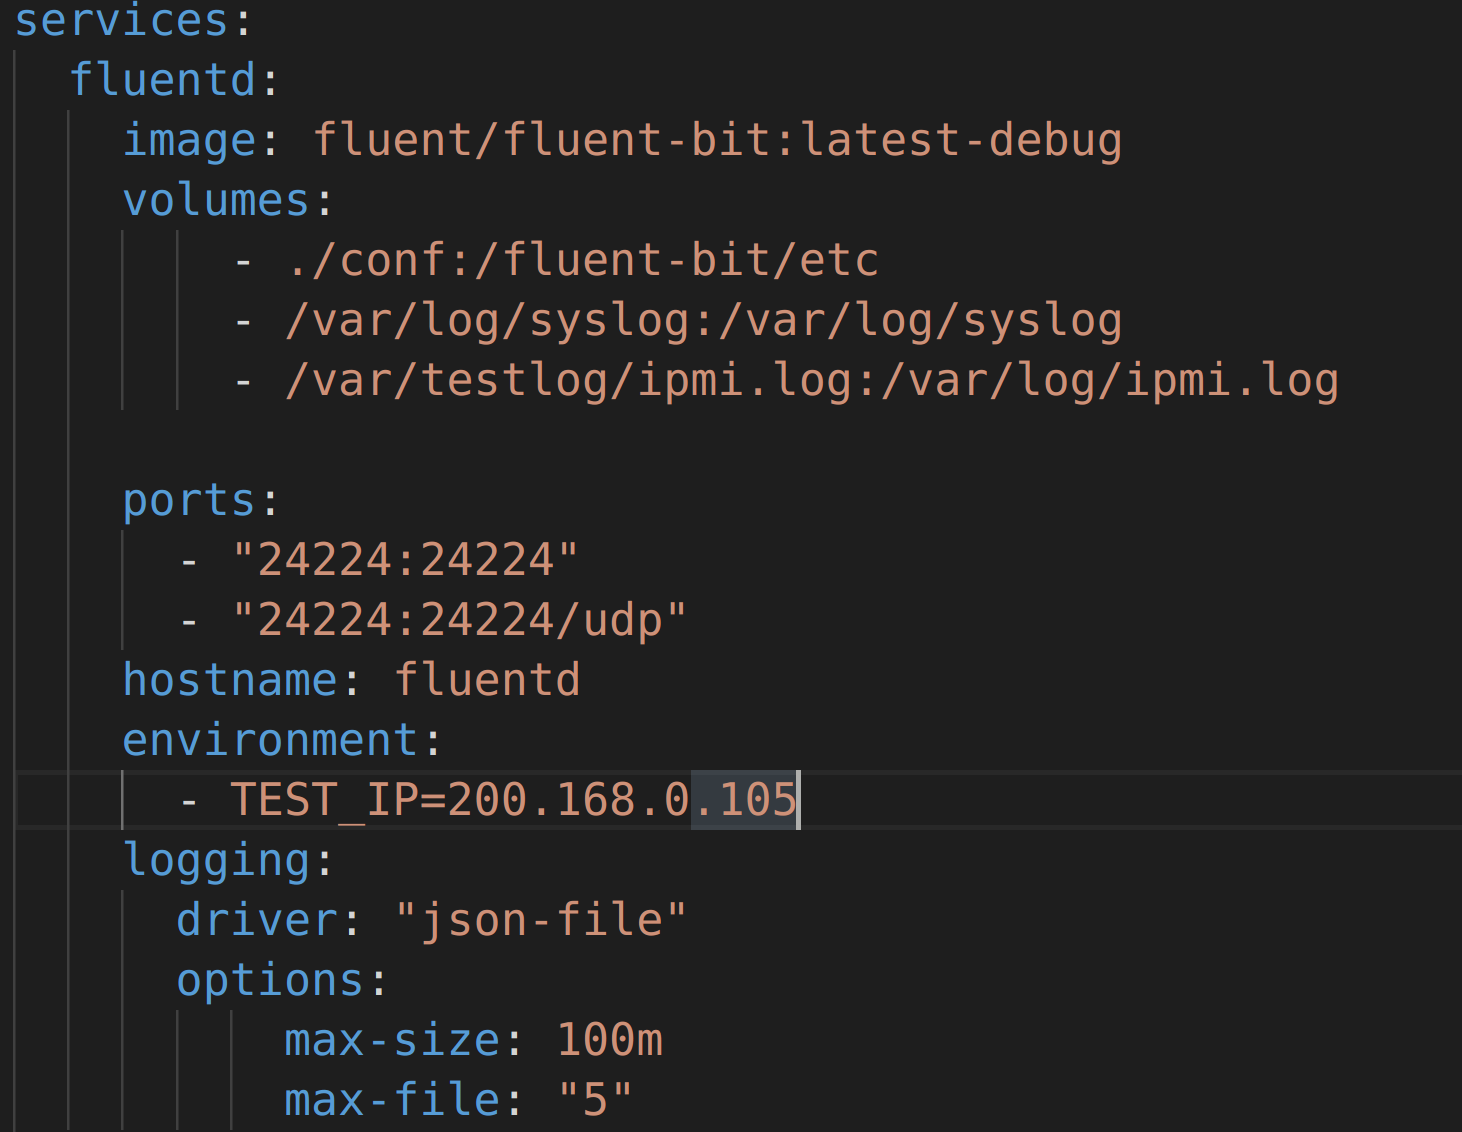 services:
  fluentd:
    image: fluent/fluent-bit:latest-debug
    volumes:
        - ./conf:/fluent-bit/etc
        - /var/log/syslog:/var/log/syslog
        - /var/testlog/ipmi.log:/var/log/ipmi.log

    ports:
      - "24224:24224"
      - "24224:24224/udp"
    hostname: fluentd
    environment:
      - TEST_IP=200.168.0.105
    logging:
      driver: "json-file"
      options:
          max-size: 100m
          max-file: "5"